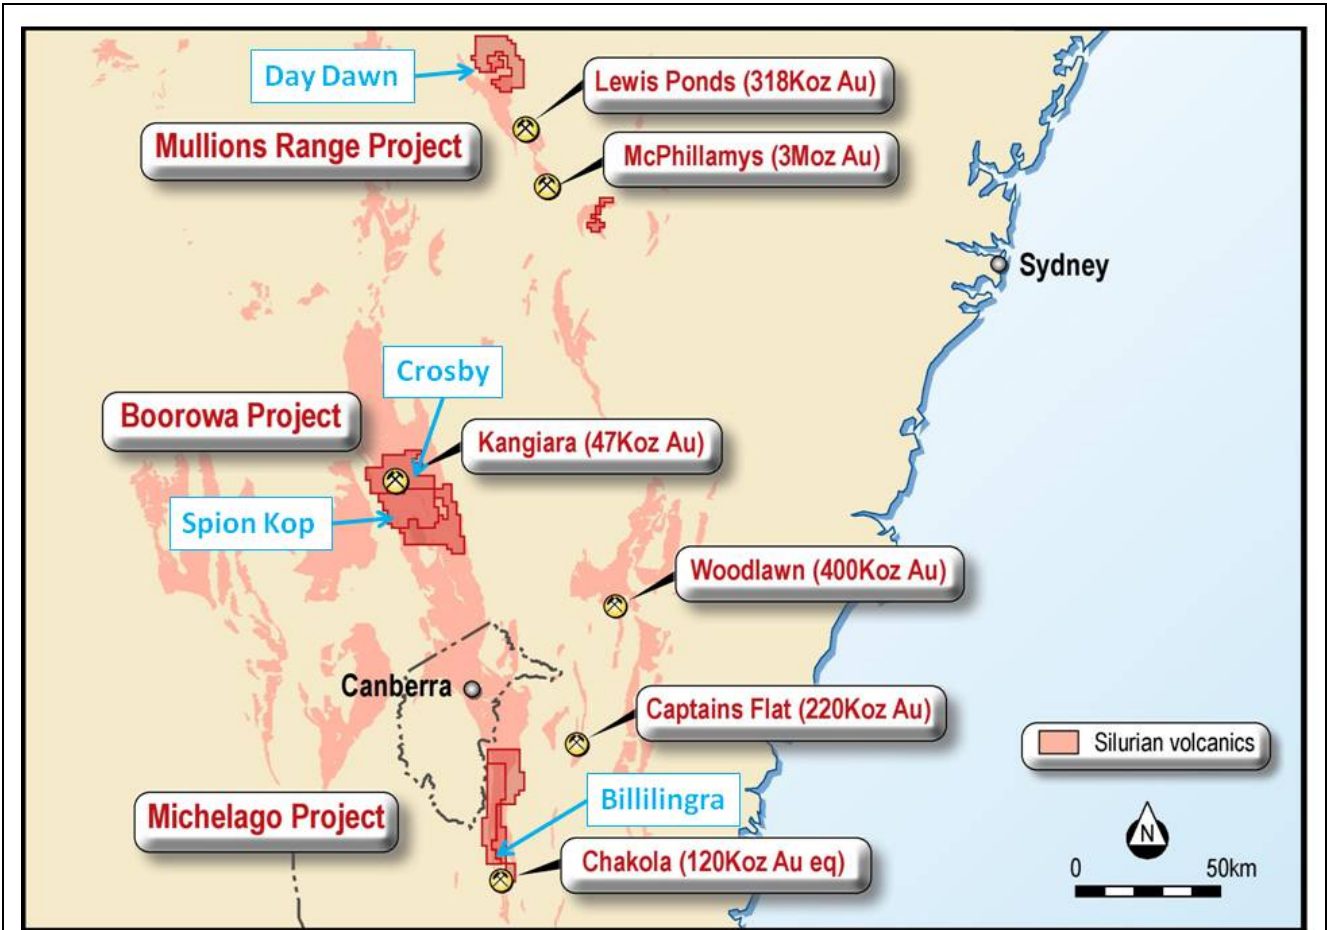 Day Dawn
Lewis Ponds (318Koz Au)
Mullions Range Project
McPhillamys (3Moz Au)
Sydney
Crosby
Boorowa Project
Kangiara (47Koz Au)
Spion Kop
Woodlawn (400Koz Au)
Canberra
Captains Flat (220Koz Au)
Silurian volcanics
Billilingra
Michelago Project
Chakola (120Koz Au eq)
N
0 50km